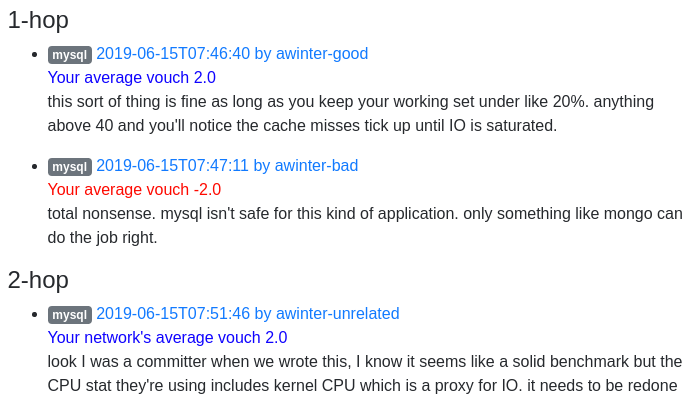 1-hop
mysql 2019-06-15T07:46:40 by awinter-good
Your average vouch 2.0
this sort of thing is fine as long as you keep your working set under like 20%. anything
above 40 and you'll notice the cache misses tick up until IO is saturated.
mysql 2019-06-15T07:47:11 by awinter-bad
Your average vouch -2.0
total nonsense. mysql isn't safe for this kind of application. only something like mongo can
do the job right.
2-hop
mysql 2019-06-15T07:51:46 by awinter-unrelated
Your network's average vouch 2.0
look I was a committer when we wrote this, I know it seems like a solid benchmark but the
CPU stat they're using includes kernel CPU which is a proxy for IO. it needs to be redone